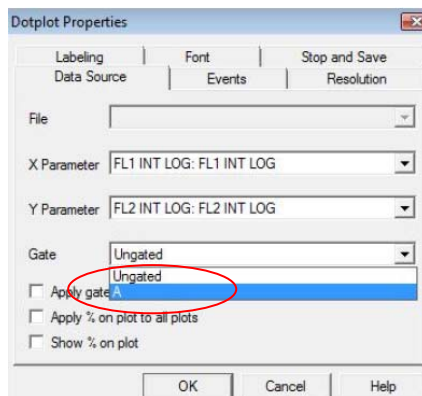 Dotplot Properties
Labeling Font Stop and Save
Data Source Events Resolution
File
X Parameter FL1 INT LOG: FL1 INT LOG
Y Parameter FL2 INT LOG: FL2 INT LOG
Gate Ungated
Ungated
Apply gate A
Apply % on plot to all plots
Show % on plot
OK Cancel Help